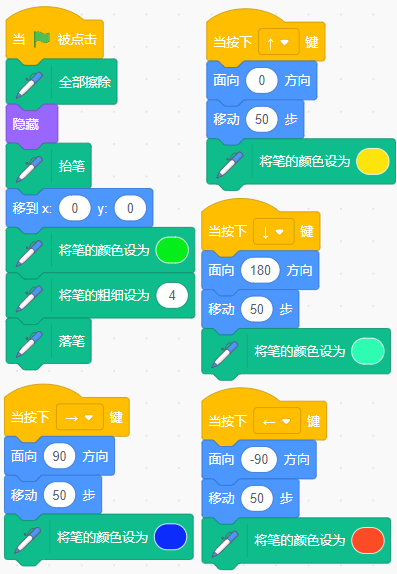 当 被点击
全部擦除
隐藏
抬笔
移到 x: 0 y: 0
将笔的颜色设为
将笔的粗细设为 4
落笔
当按下 ↑ 键
面向 0 方向
移动 50 步
将笔的颜色设为
当按下 ↓ 键
面向 180 方向
移动 50 步
将笔的颜色设为
当按下 → 键
面向 90 方向
移动 50 步
将笔的颜色设为
当按下 ← 键
面向 -90 方向
移动 50 步
将笔的颜色设为